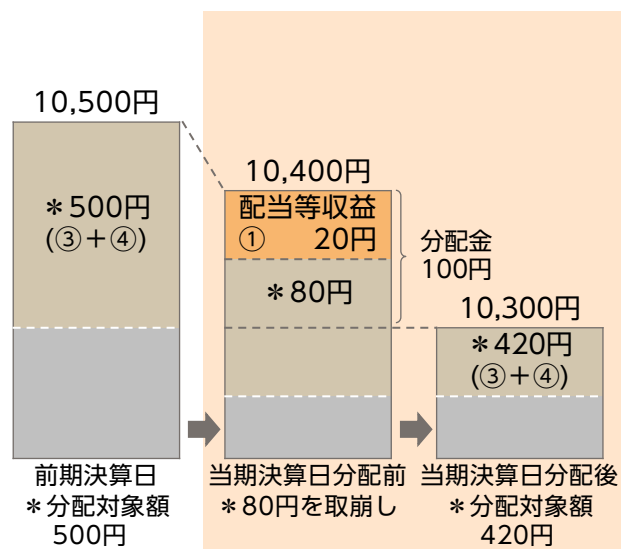 10,500円
＊500円
(③＋④)
前期決算日
＊分配対象額
500円
10,400円
配当等収益
① 20円
＊80円
分配金
100円
当期決算日分配前
＊80円を取崩し
10,300円
＊420円
(③＋④)
当期決算日分配後
＊分配対象額
420円